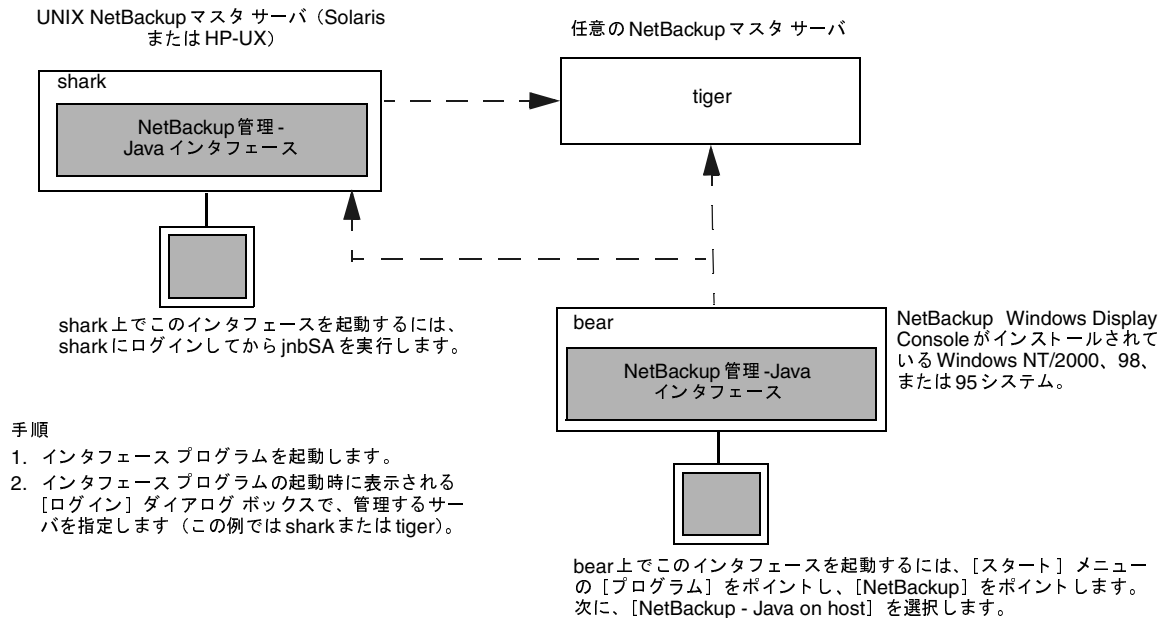 UNIX NetBackup マスタ サーバ（Solaris
または HP-UX）
任意の NetBackup マスタ サーバ
shark
NetBackup 管理 -
Java インタフェース
tiger
shark 上でこのインタフェースを起動するには、
shark にログインしてから jnbSA を実行します。
bear
NetBackup 管理 -Java
インタフェース
NetBackup Windows Display
Console がインストールされて
いる Windows NT/2000、98、
または 95 システム。
手順
1. インタフェース プログラムを起動します。
2. インタフェース プログラムの起動時に表示される
［ログイン］ダイアログ ボックスで、管理するサー
バを指定します（この例では shark または tiger）。
bear 上でこのインタフェースを起動するには、［スタート］メニュー
の［プログラム］をポイントし、［NetBackup］をポイントします。
次に、［NetBackup - Java on host］を選択します。